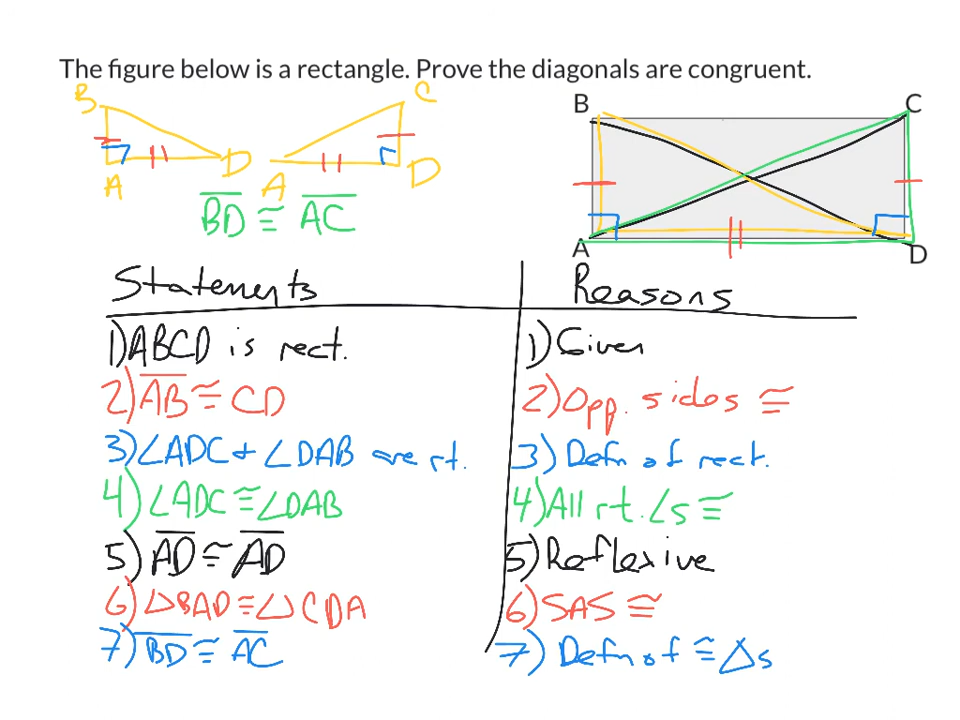 The figure below is a rectangle. Prove the diagonals are congruent.
B
A
D
C
A
D
BD ≅ AC
B
C
A
D
Statements
Reasons
1) ABCD is rect.
1) Given
2) AB ≅ CD
2) Opp. sides ≅
3) ∠ADC + ∠DAB are rt.
3) Defn of rect.
4) ∠ADC ≅ ∠DAB
4) All rt. ∠s ≅
5) AD ≅ AD
5) Reflexive
6) △BAD ≅ △CDA
6) SAS ≅
7) BD ≅ AC
7) Defn of ≅ △s